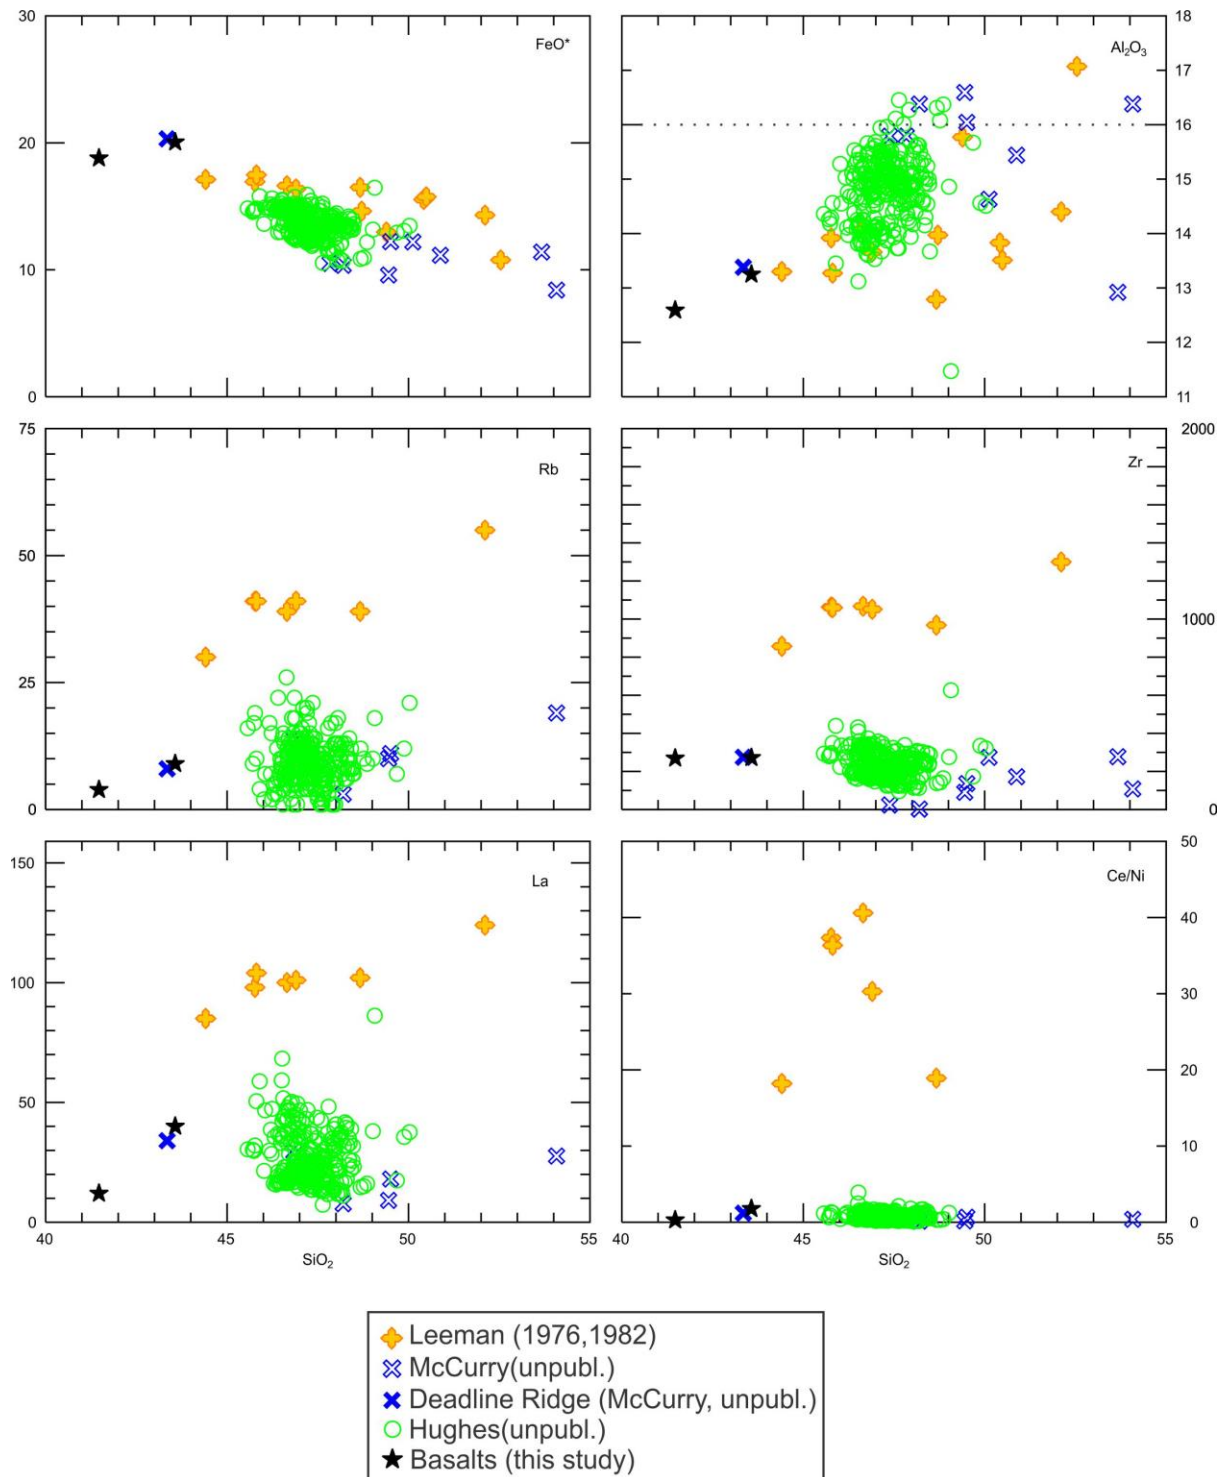 30
20
10
0
FeO*
18
17
16
15
14
13
12
11
Al₂O₃
75
50
25
0
Rb
2000
1000
0
Zr
150
100
50
0
La
50
40
30
20
10
0
Ce/Ni
40 45 50 55
SiO₂
40 45 50 55
SiO₂
Leeman (1976,1982)
McCurry(unpubl.)
Deadline Ridge (McCurry, unpubl.)
Hughes(unpubl.)
Basalts (this study)